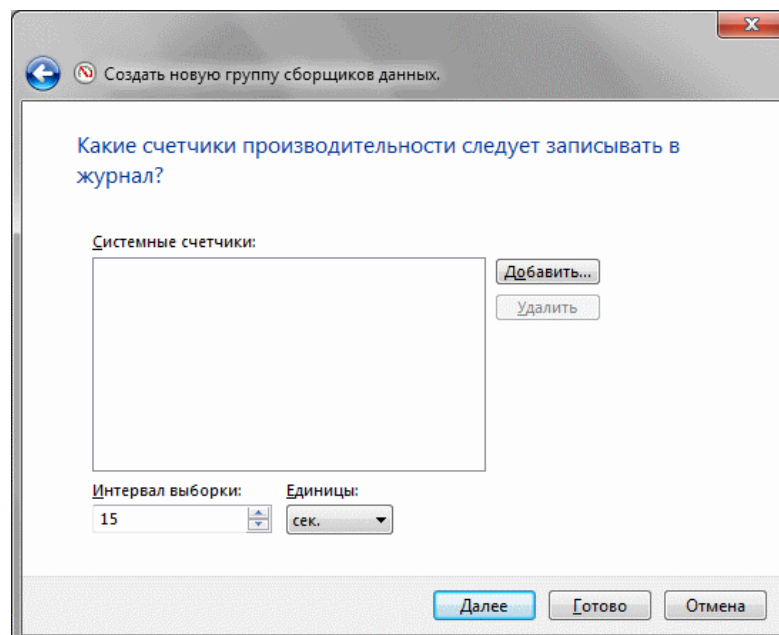 Создать новую группу сборщиков данных.
Какие счетчики производительности следует записывать в
журнал?
Системные счетчики:
Добавить...
Удалить
Интервал выборки:
Единицы:
15
сек.
Далее
Готово
Отмена